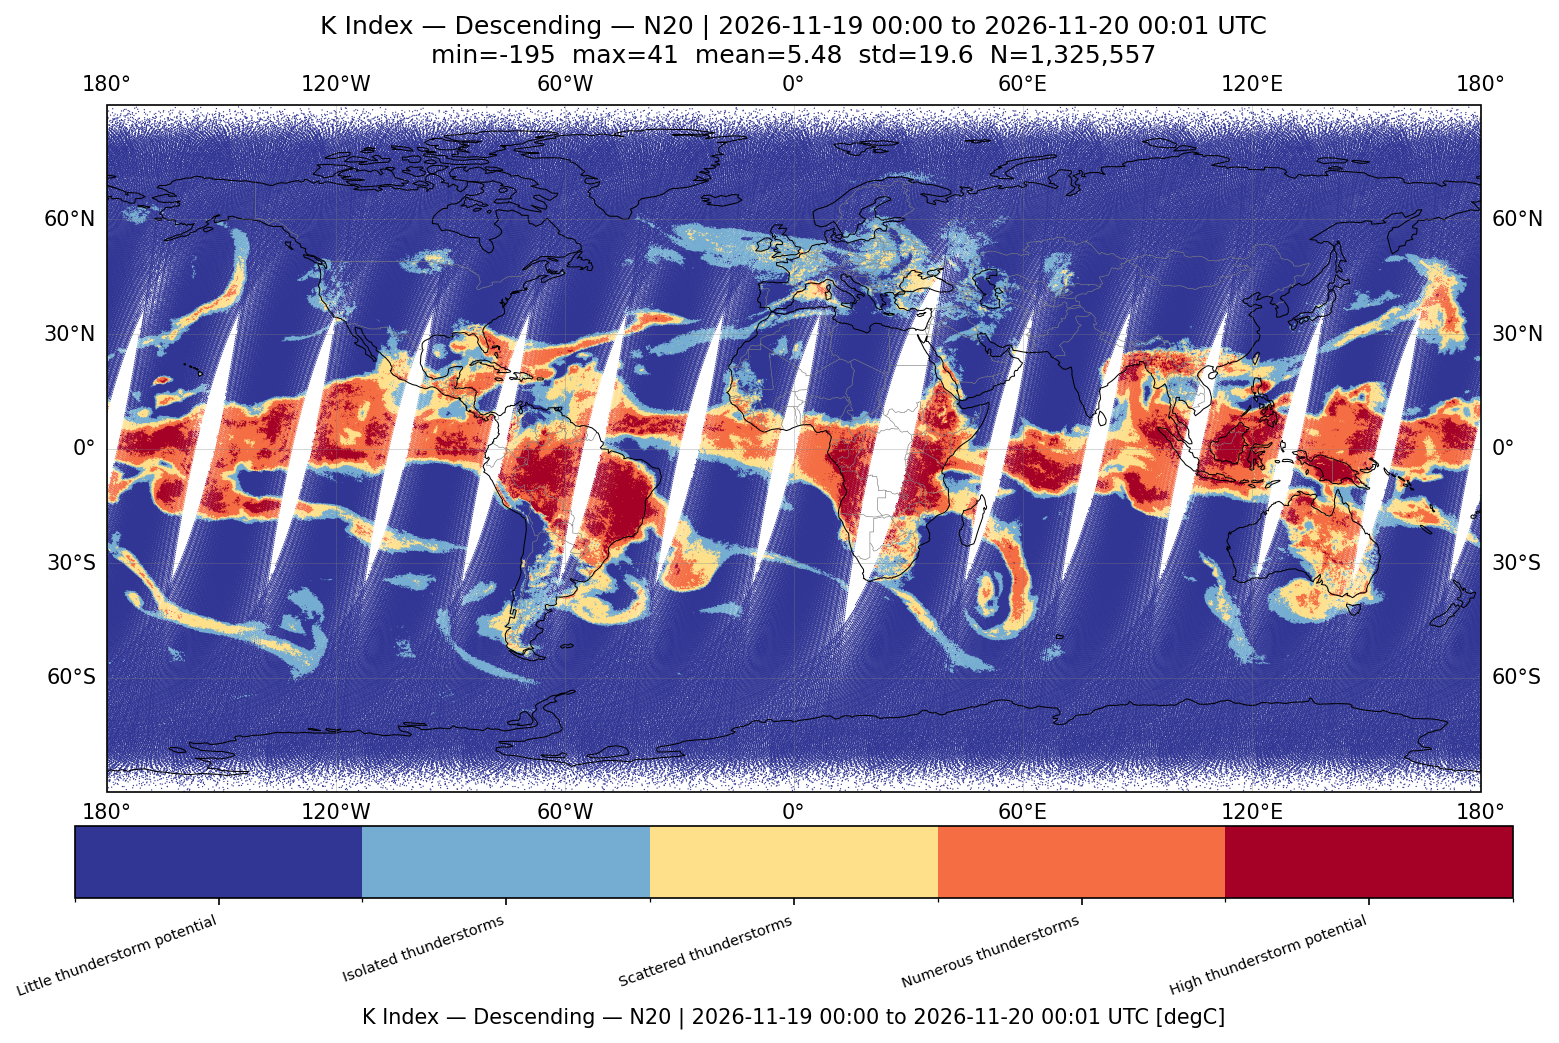 K Index — Descending — N20 | 2026-11-19 00:00 to 2026-11-20 00:01 UTC
min=-195 max=41 mean=5.48 std=19.6 N=1,325,557
180° 120°W 60°W 0° 60°E 120°E 180°
60°N 60°N
30°N 30°N
0° 0°
30°S 30°S
60°S 60°S
180° 120°W 60°W 0° 60°E 120°E 180°
Little thunderstorm potential
Isolated thunderstorms
Scattered thunderstorms
Numerous thunderstorms
High thunderstorm potential
K Index — Descending — N20 | 2026-11-19 00:00 to 2026-11-20 00:01 UTC [degC]